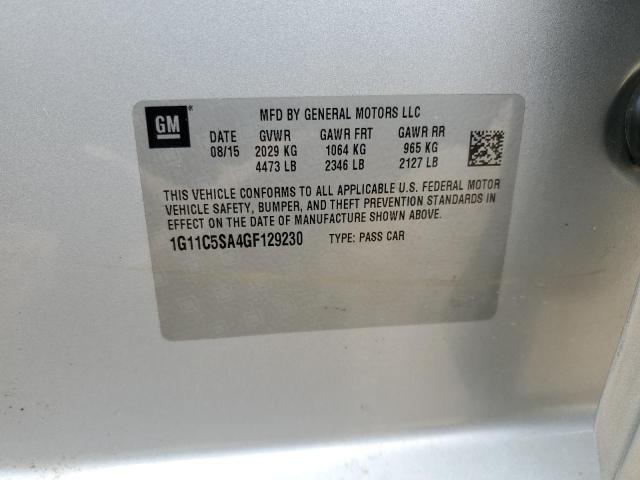 GM®
MFD BY GENERAL MOTORS LLC
DATE GVWR GAWR FRT GAWR RR
08/15 2029 KG 1064 KG 965 KG
4473 LB 2346 LB 2127 LB
THIS VEHICLE CONFORMS TO ALL APPLICABLE U.S. FEDERAL MOTOR
VEHICLE SAFETY, BUMPER, AND THEFT PREVENTION STANDARDS IN
EFFECT ON THE DATE OF MANUFACTURE SHOWN ABOVE.
1G11C5SA4GF129230 TYPE: PASS CAR